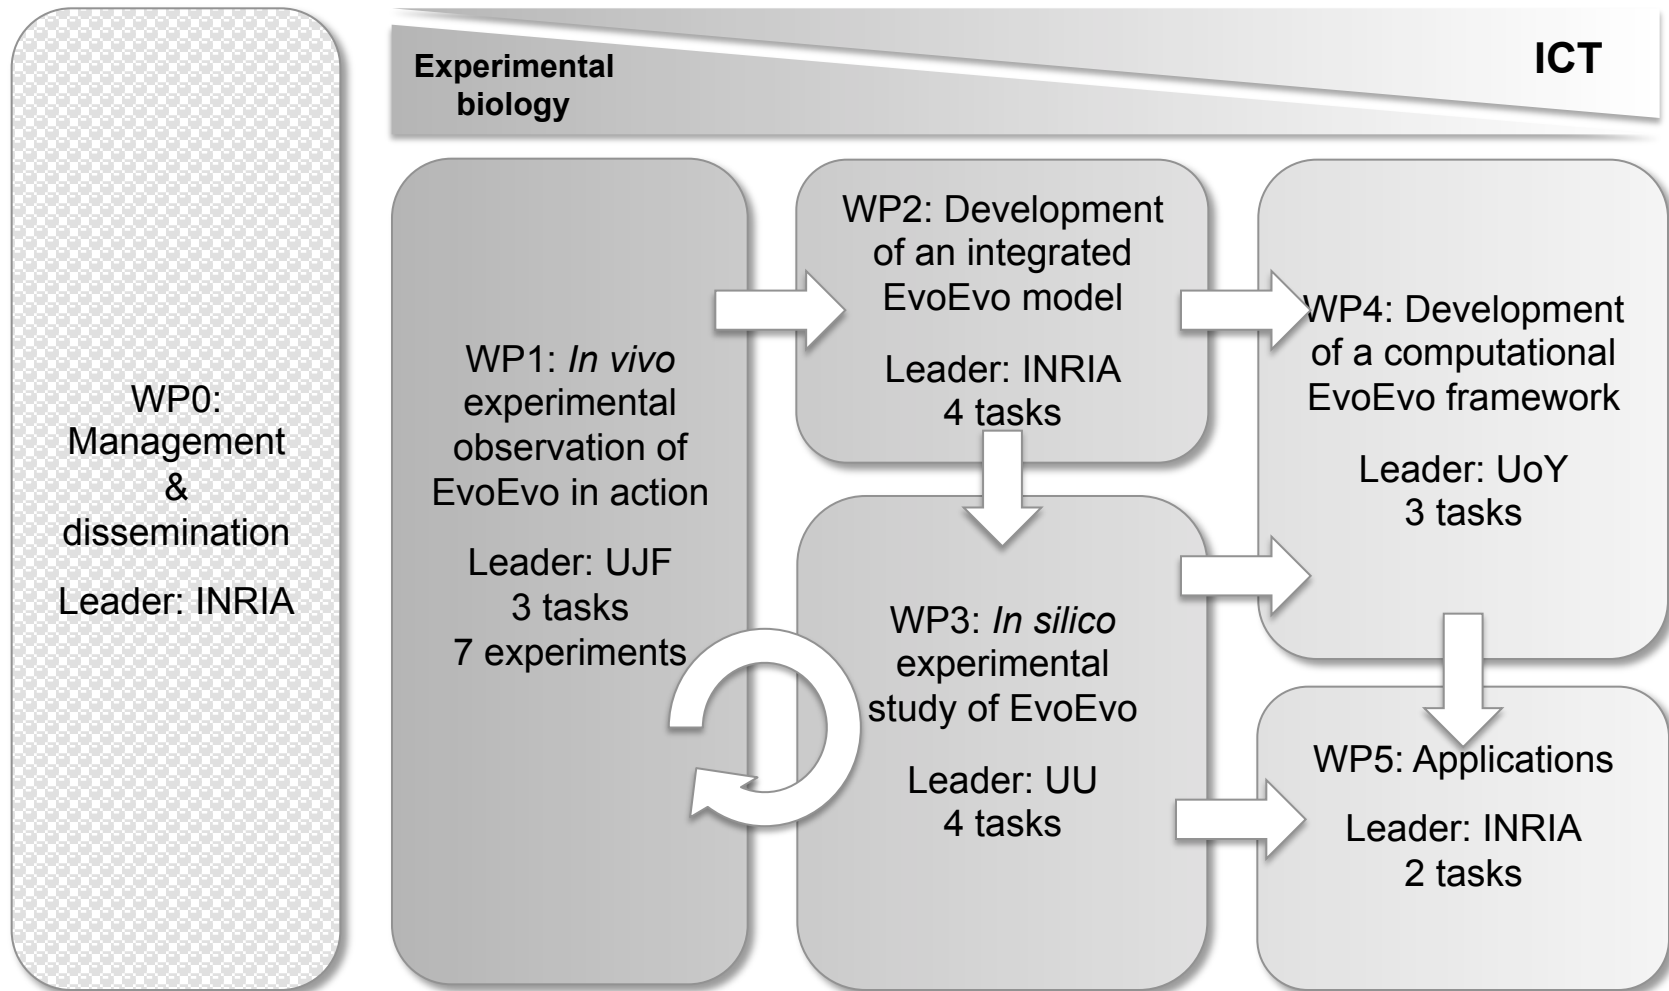 Experimental
biology
ICT
WP0:
Management
&
dissemination
Leader: INRIA
WP1: In vivo
experimental
observation of
EvoEvo in action
Leader: UJF
3 tasks
7 experiments
WP2: Development
of an integrated
EvoEvo model
Leader: INRIA
4 tasks
WP3: In silico
experimental
study of EvoEvo
Leader: UU
4 tasks
WP4: Development
of a computational
EvoEvo framework
Leader: UoY
3 tasks
WP5: Applications
Leader: INRIA
2 tasks